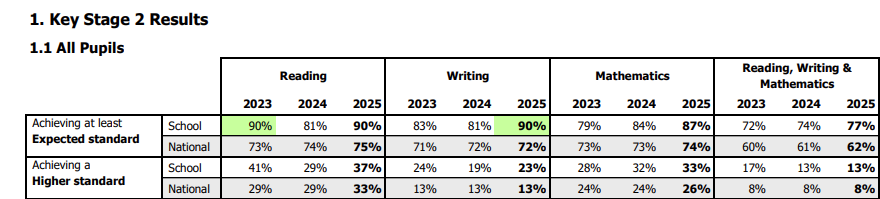 1. Key Stage 2 Results
1.1 All Pupils
Reading Writing Mathematics Reading, Writing & Mathematics
2023 2024 2025 2023 2024 2025 2023 2024 2025 2023 2024 2025
Achieving at least Expected standard School 90% 81% 90% 83% 81% 90% 79% 84% 87% 72% 74% 77%
National 73% 74% 75% 71% 72% 72% 73% 73% 74% 60% 61% 62%
Achieving a Higher standard School 41% 29% 37% 24% 19% 23% 28% 32% 33% 17% 13% 13%
National 29% 29% 33% 13% 13% 13% 24% 24% 26% 8% 8% 8%